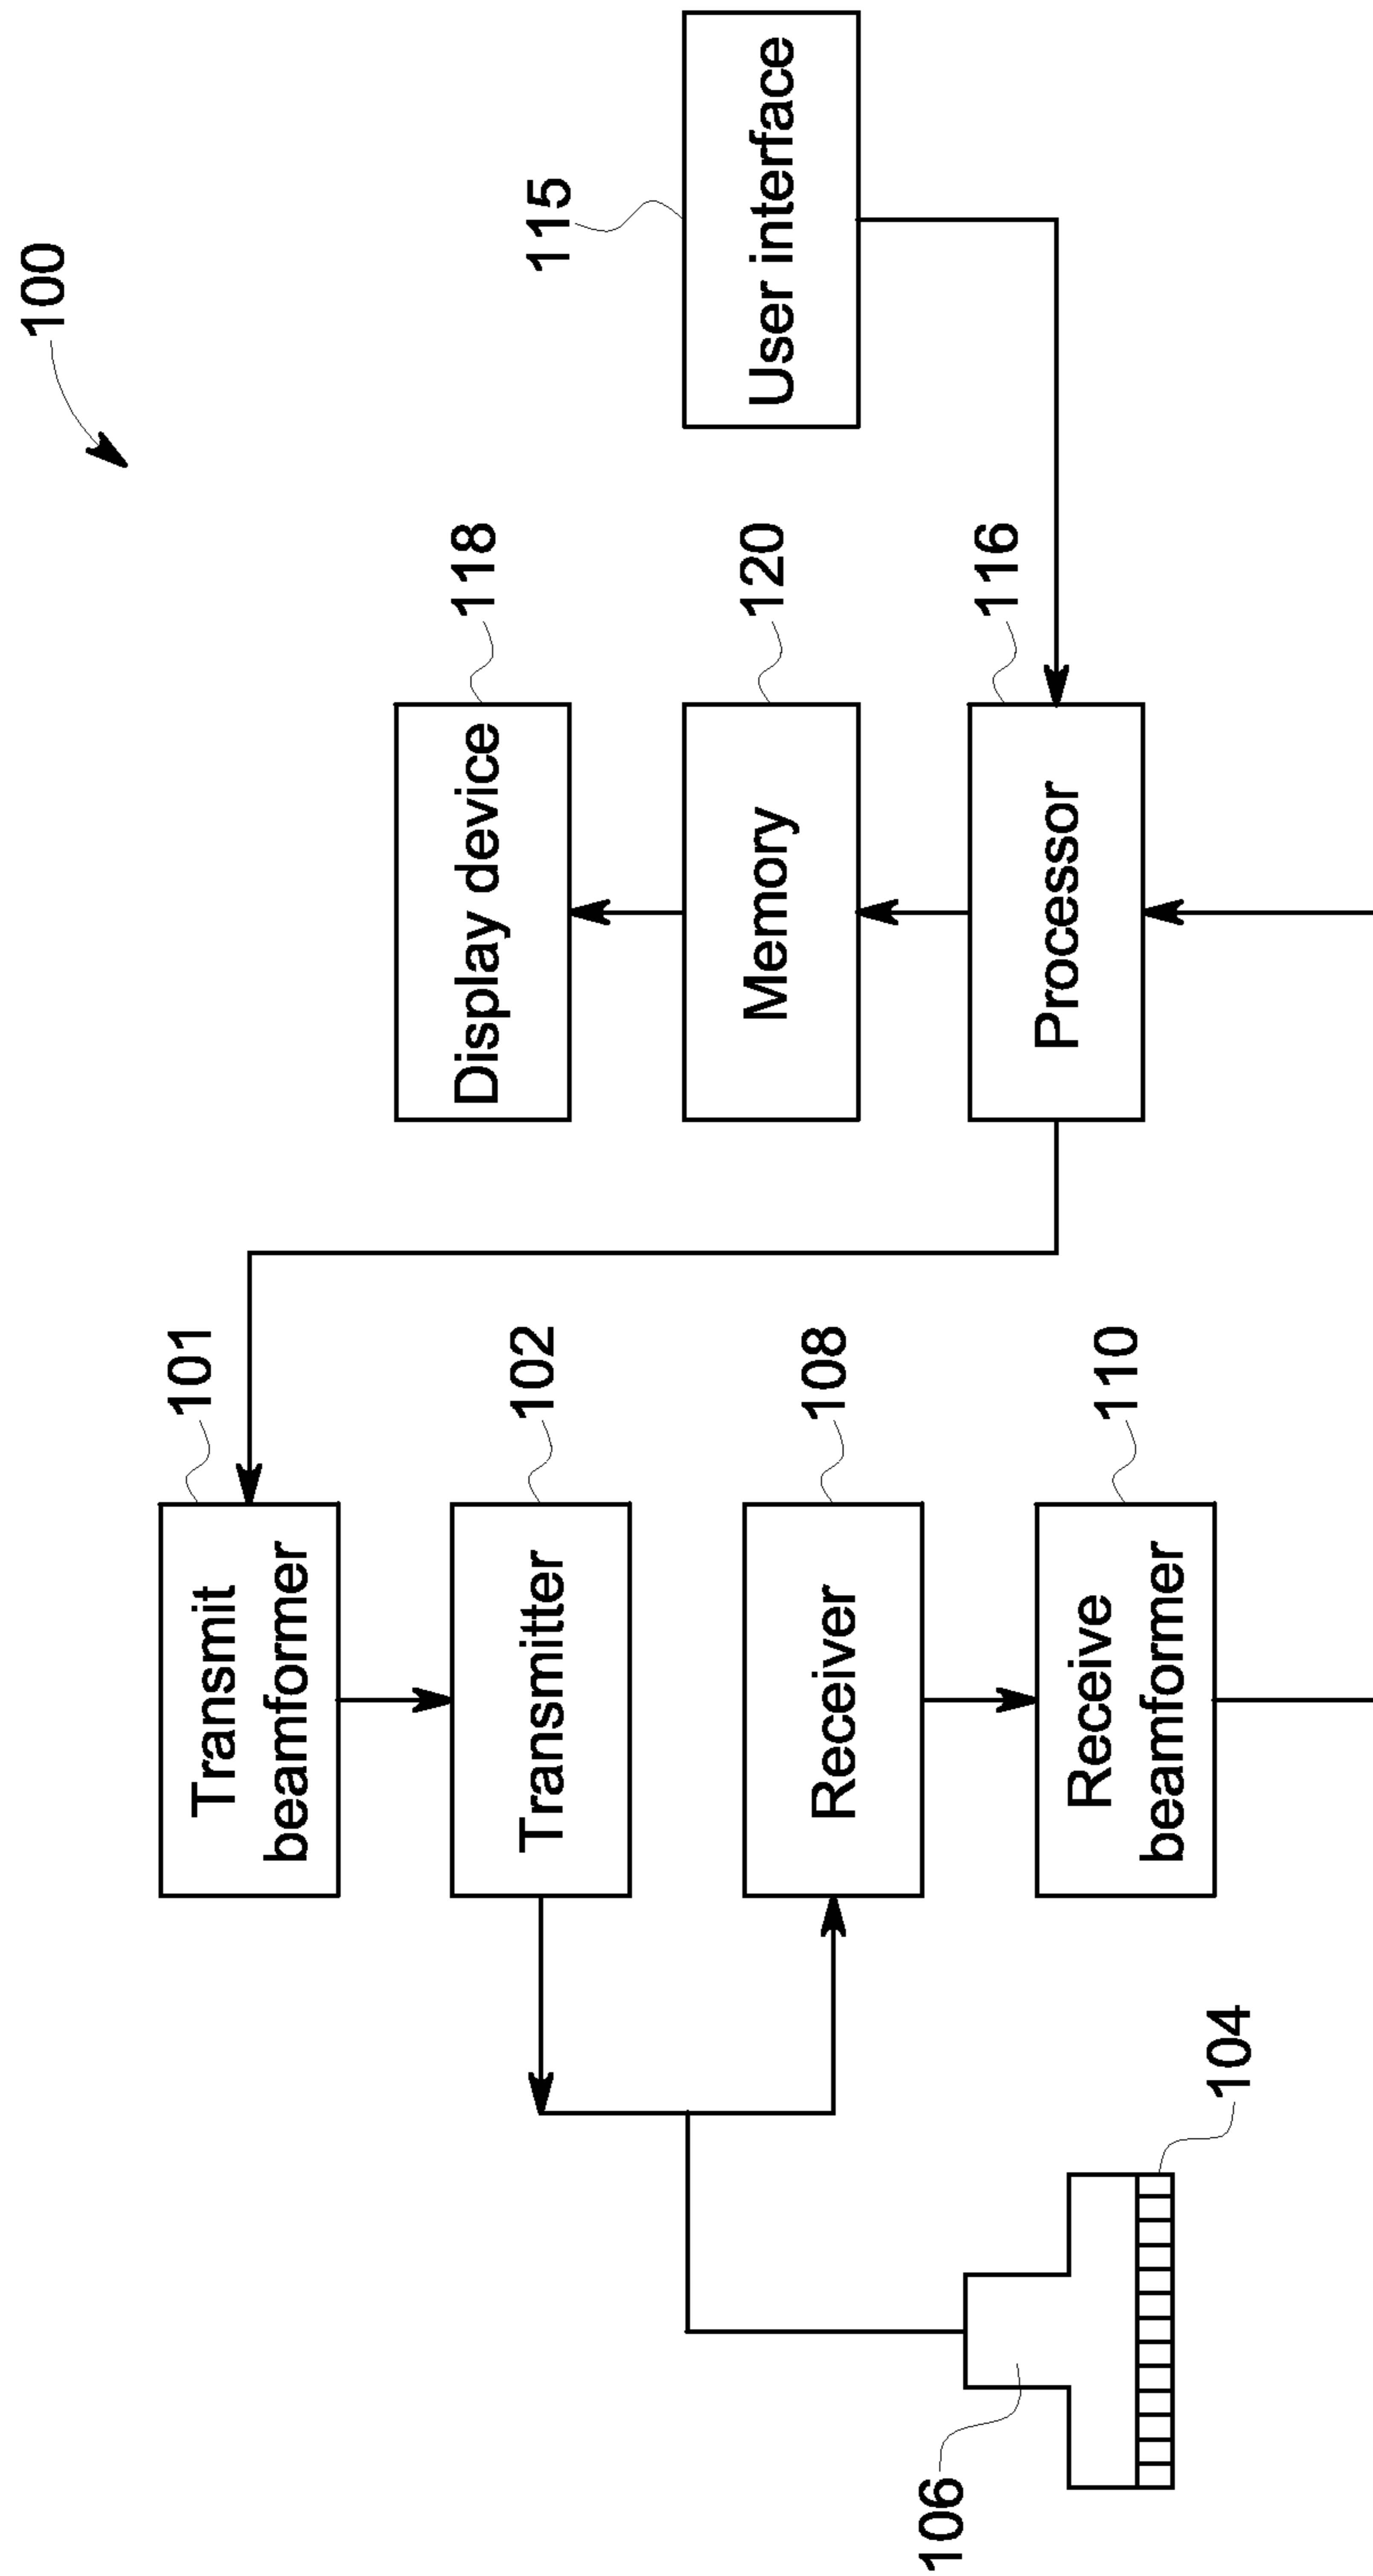 100
101
Transmit
beamformer
102
Transmitter
108
Receiver
110
Receive
beamformer
106
104
118
Display device
120
Memory
116
Processor
115
User interface